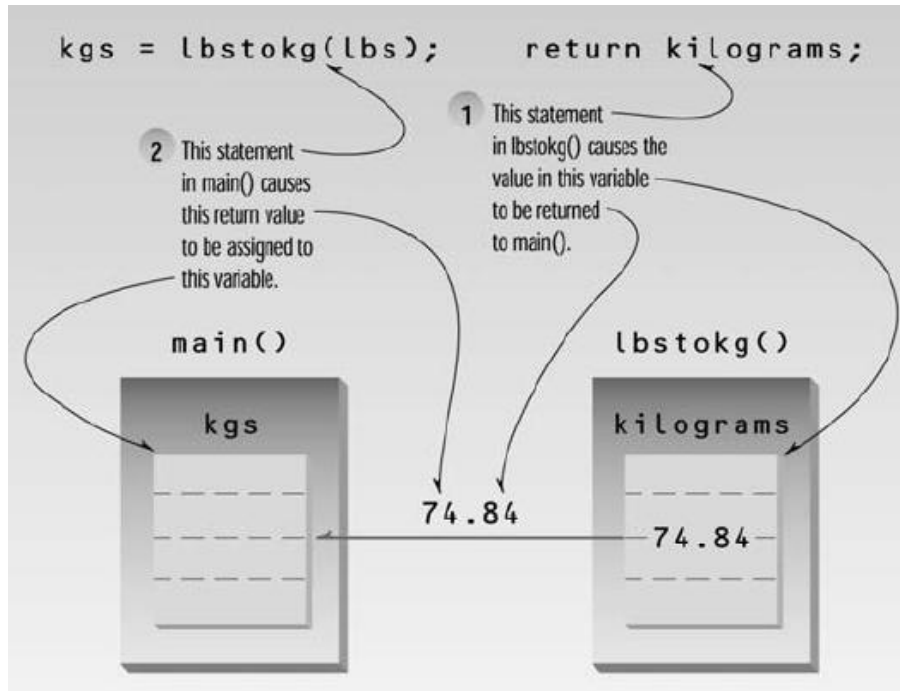 kgs = lbstokg(lbs);
return kilograms;
1 This statement
in lbstokg() causes the
value in this variable
to be returned
to main().
2 This statement
in main() causes
this return value
to be assigned to
this variable.
main()
lbstokg()
kgs
kilograms
74.84
74.84